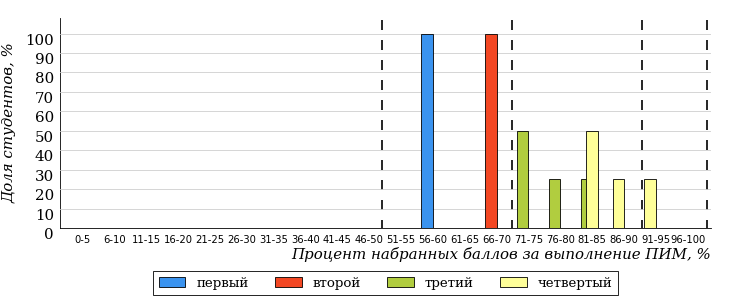 Доля студентов, %
100
90
80
70
60
50
40
30
20
10
0
0-5 6-10 11-15 16-20 21-25 26-30 31-35 36-40 41-45 46-50 51-55 56-60 61-65 66-70 71-75 76-80 81-85 86-90 91-95 96-100
Процент набранных баллов за выполнение ПИМ, %
первый второй третий четвертый